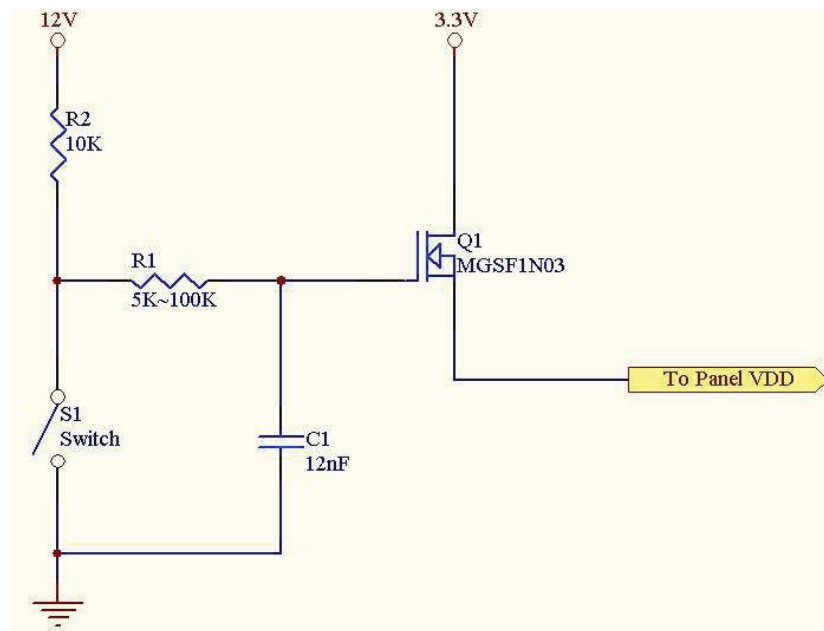 12V
3.3V
R2
10K
R1
5K~100K
Q1
MGSF1N03
To Panel VDD
S1
Switch
C1
12nF